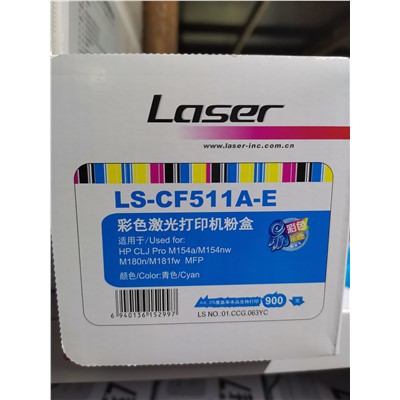 Laser
www.laser-inc.com.cn
LS-CF511A-E
彩色激光打印机粉盒
适用于/Used for:
HP CLJ Pro M154a/M154nw
M180n/M181fw MFP
颜色/Color:青色/Cyan
彩色
900
6 940136 152997
LS NO.:01.CCG.063YC